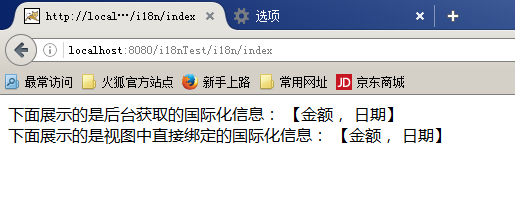 http://local…/i18n/index
选项
localhost:8080/i18nTest/i18n/index
最常访问 火狐官方站点 新手上路 常用网址 JD 京东商城
下面展示的是后台获取的国际化信息： 【金额， 日期】
下面展示的是视图中直接绑定的国际化信息： 【金额， 日期】